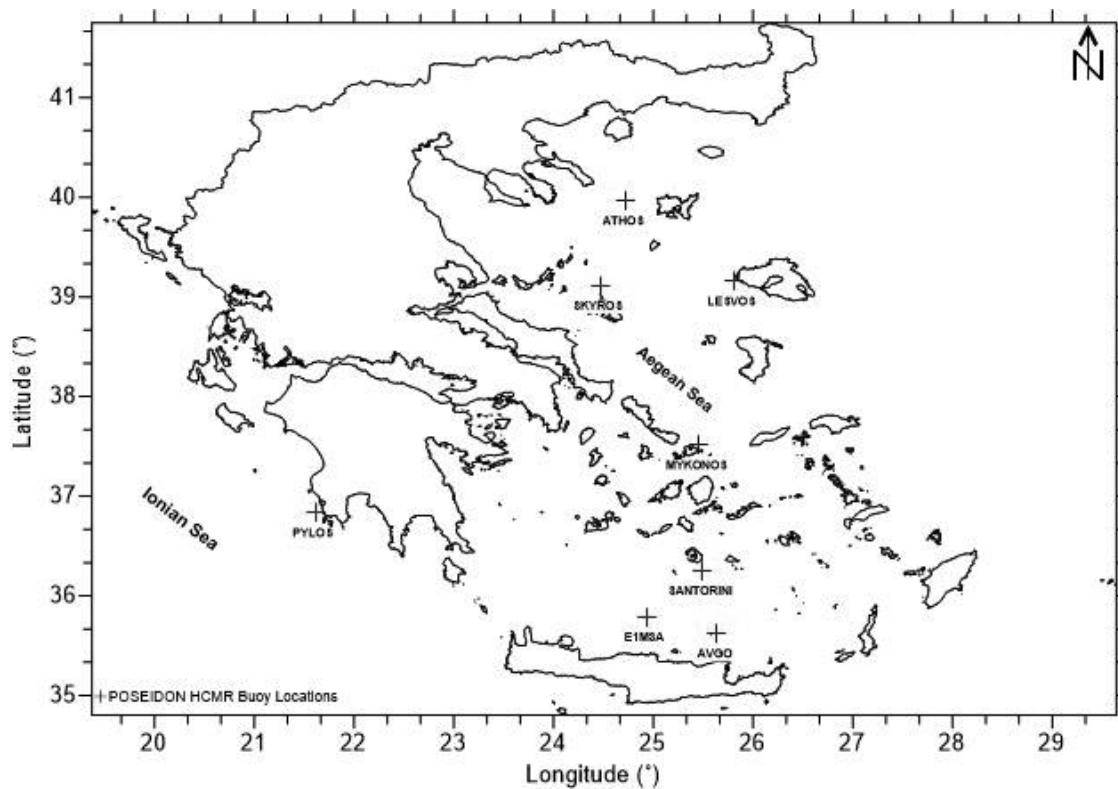 N
41
40
39
38
37
36
35
Latitude (°)
ATHOS
SKYROS
LESVOS
Aegean Sea
MYKONOS
Ionian Sea
PYLOS
SANTORINI
E1M3A
AVGO
+POSEIDON HCMR Buoy Locations
20 21 22 23 24 25 26 27 28 29
Longitude (°)